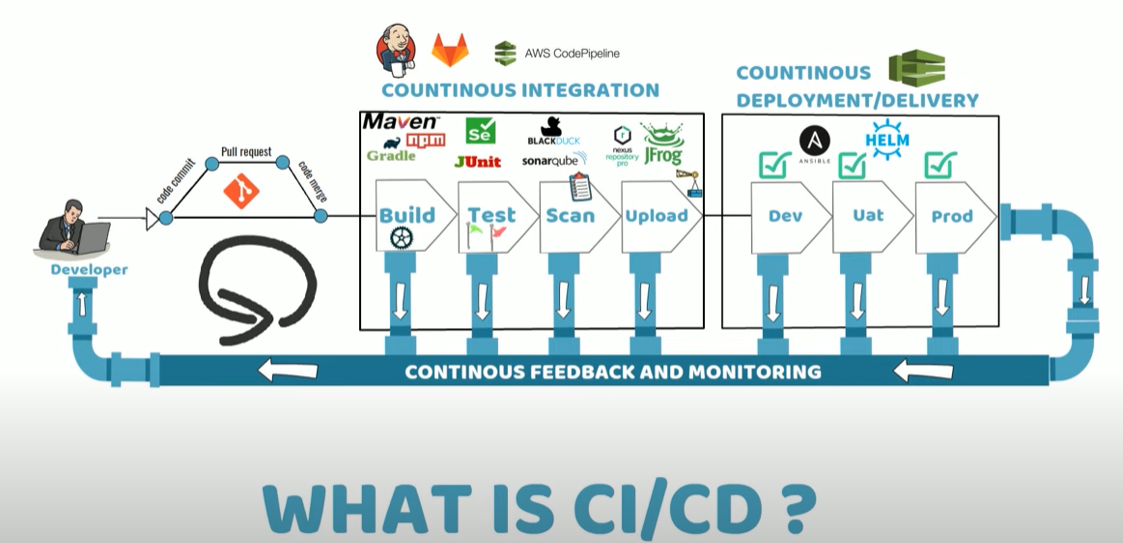 AWS CodePipeline
COUNTINOUS INTEGRATION
COUNTINOUS
DEPLOYMENT/DELIVERY
Maven™
npm
Gradle
Se
JUnit
BLACKDUCK
sonarqube
nexus
repository
pro
JFrog
ANSIBLE
HELM
code commit
Pull request
code merge
Build
Test
Scan
Upload
Dev
Uat
Prod
Developer
CONTINOUS FEEDBACK AND MONITORING
WHAT IS CI/CD ?